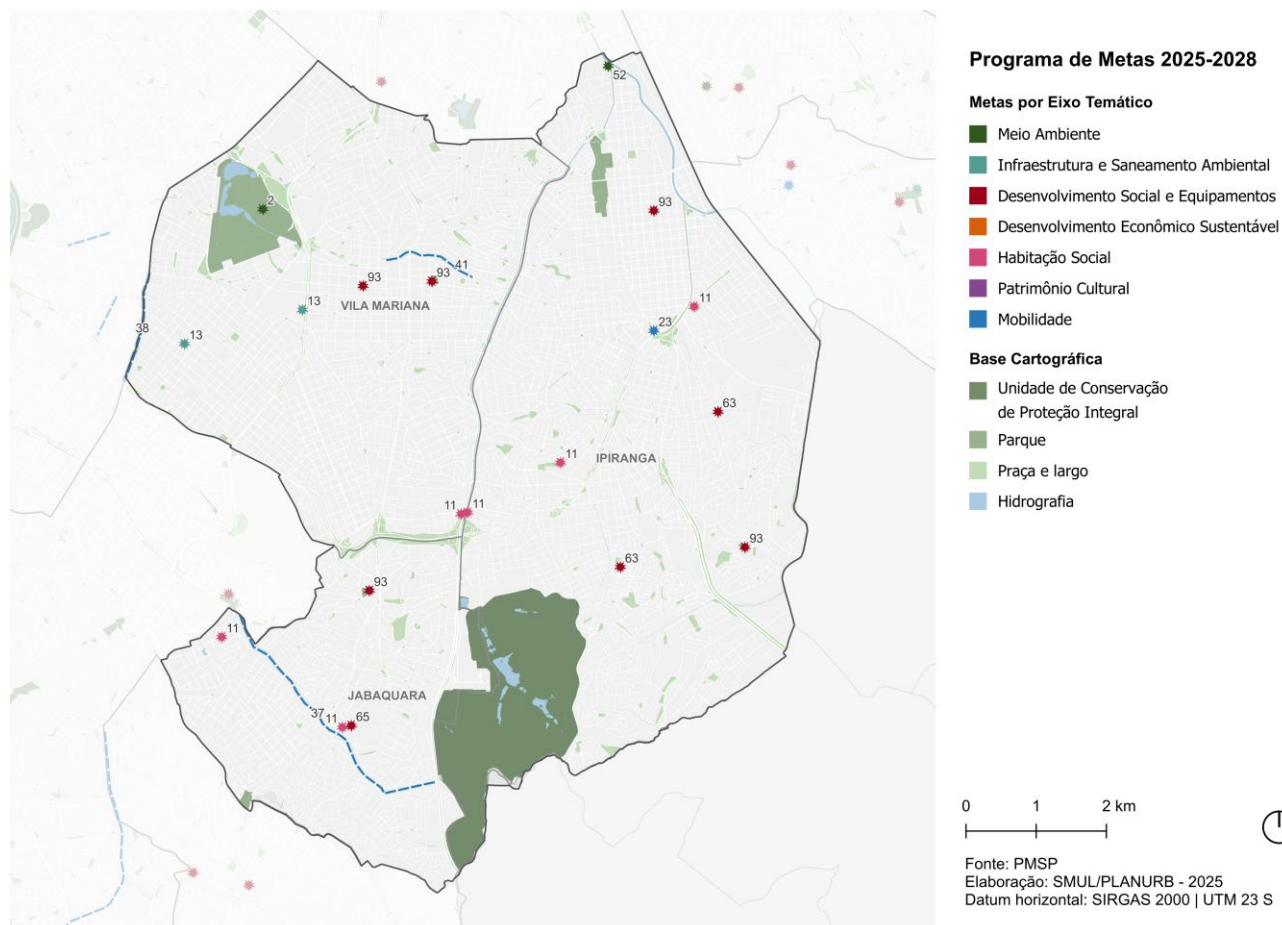 52
2
93
93
93
41
13
11
VILA MARIANA
38
23
13
63
11
IPIRANGA
11
11
93
63
93
11
JABAQUARA
37
11
65
Programa de Metas 2025-2028
Metas por Eixo Temático
Meio Ambiente
Infraestrutura e Saneamento Ambiental
Desenvolvimento Social e Equipamentos
Desenvolvimento Econômico Sustentável
Habitação Social
Patrimônio Cultural
Mobilidade
Base Cartográfica
Unidade de Conservação
de Proteção Integral
Parque
Praça e largo
Hidrografia
0 1 2 km
Fonte: PMSP
Elaboração: SMUL/PLANURB - 2025
Datum horizontal: SIRGAS 2000 | UTM 23 S